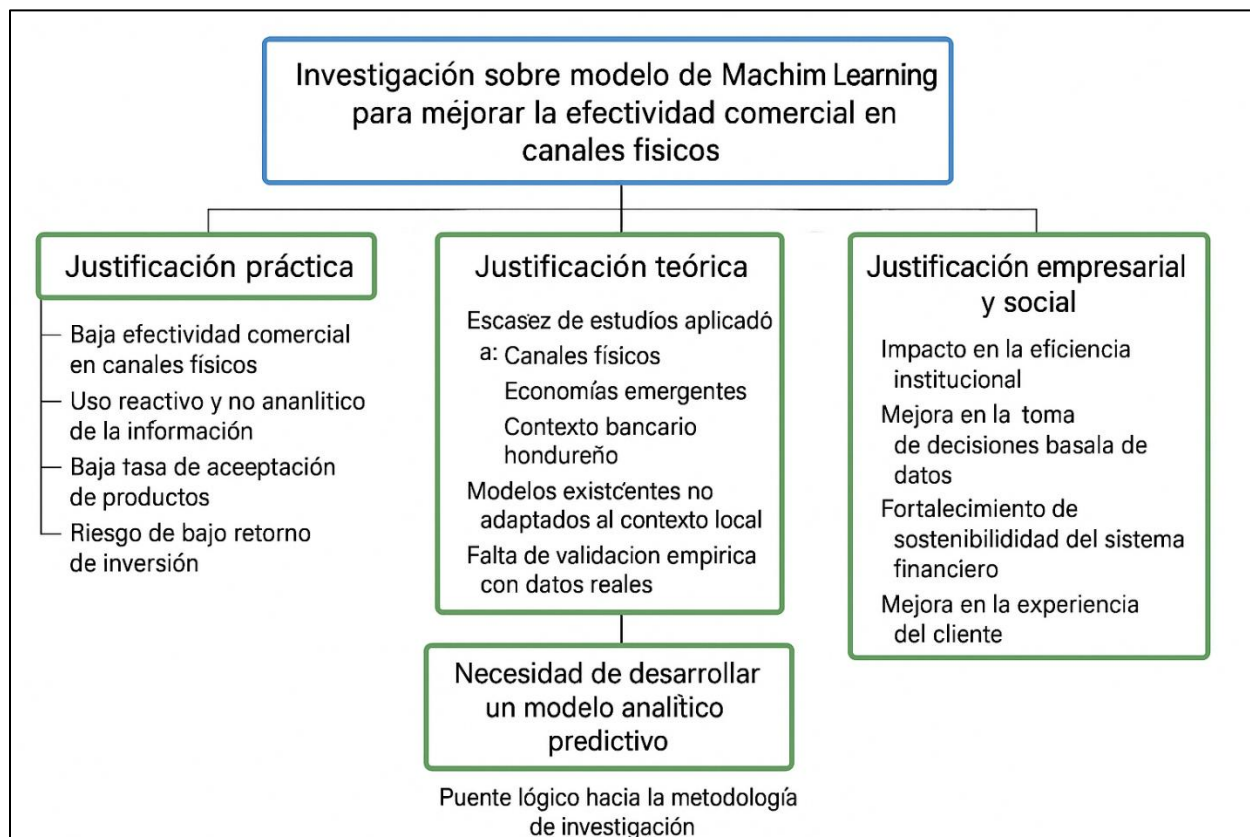 Investigación sobre modelo de Machim Learning
para mejorar la efectividad comercial en
canales fisicos
Justificación práctica
Baja efectividad comercial
en canales físicos
Uso reactivo y no ananlitico
de la información
Baja tasa de aceeptación
de productos
Riesgo de bajo retorno
de inversión
Justificación teórica
Escasez de estudíos aplicadó
a: Canales físicos
Economías emergentes
Contexto bancario
hondureño
Modelos existcentes no
adaptados al contexto local
Falta de validacion empirica
con datos reales
Necesidad de desarrollar
un modelo analítico
predictivo
Puente lógico hacia la metodología
de investigación
Justificación empresarial
y social
Impacto en la eficiencia
institucional
Mejora en la toma
de decisiones basala de
datos
Fortalecimiento de
sostenibilididad del sistema
financiero
Mejora en la experiencia
del cliente